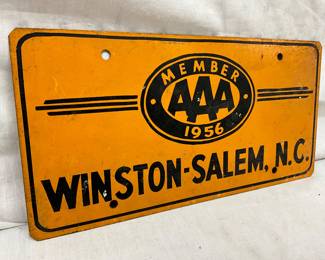 MEMBER
AAA
1956
WINSTON-SALEM, N.C.